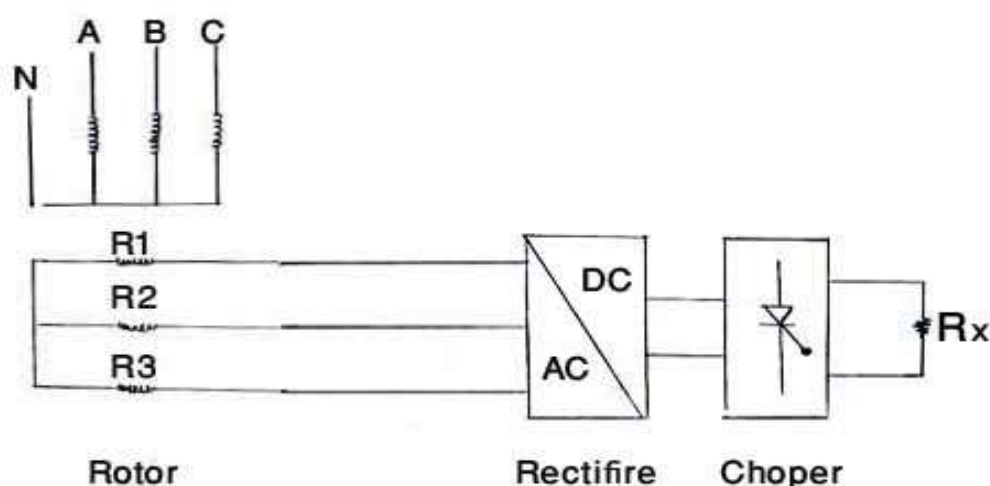 A B C
N
R1
R2
R3
DC
AC
Rx
Rotor Rectifire Choper